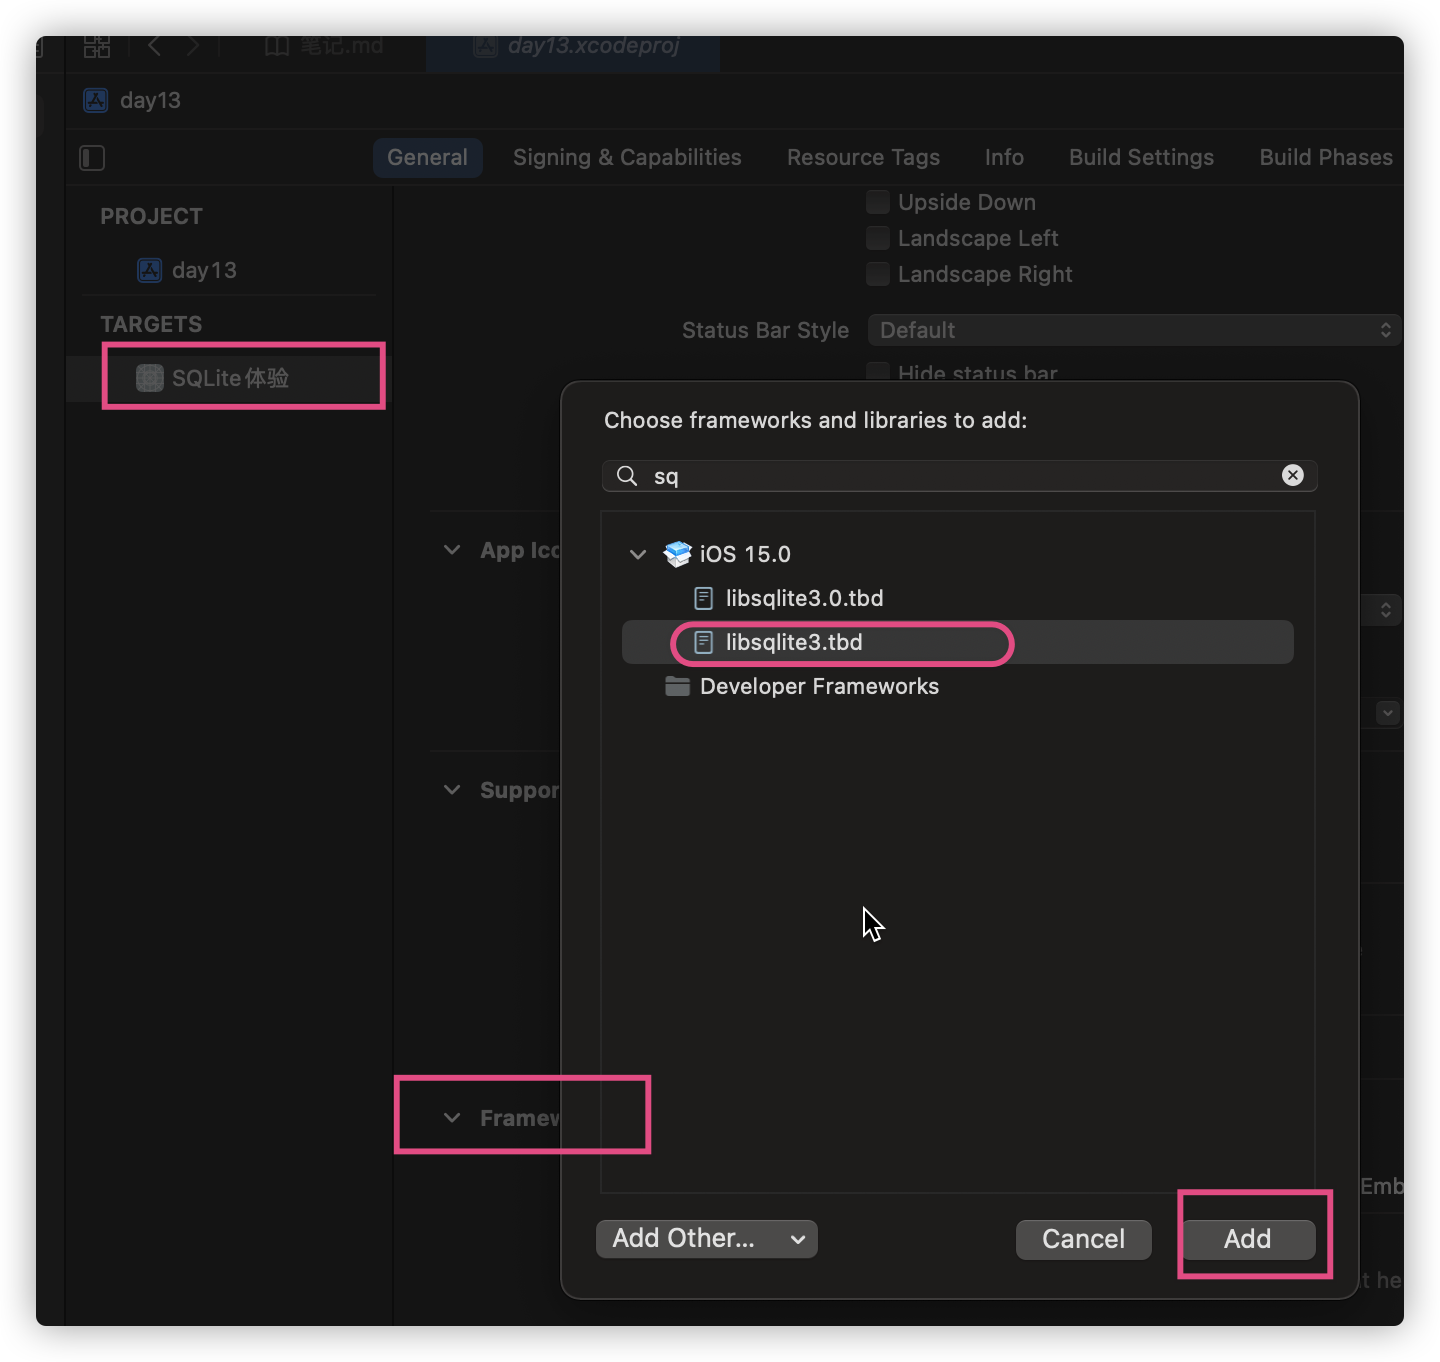 笔记.md
day13.xcodeproj
day13
General
Signing & Capabilities
Resource Tags
Info
Build Settings
Build Phases
PROJECT
day13
TARGETS
SQLite体验
Upside Down
Landscape Left
Landscape Right
Status Bar Style
Default
Hide status bar
Choose frameworks and libraries to add:
sq
App Ico
iOS 15.0
libsqlite3.0.tbd
libsqlite3.tbd
Developer Frameworks
Suppor
Framew
Emb
Add Other...
Cancel
Add
t he